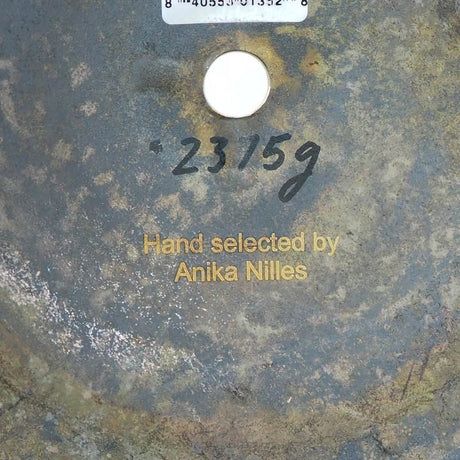 2315g
Hand selected by
Anika Nilles